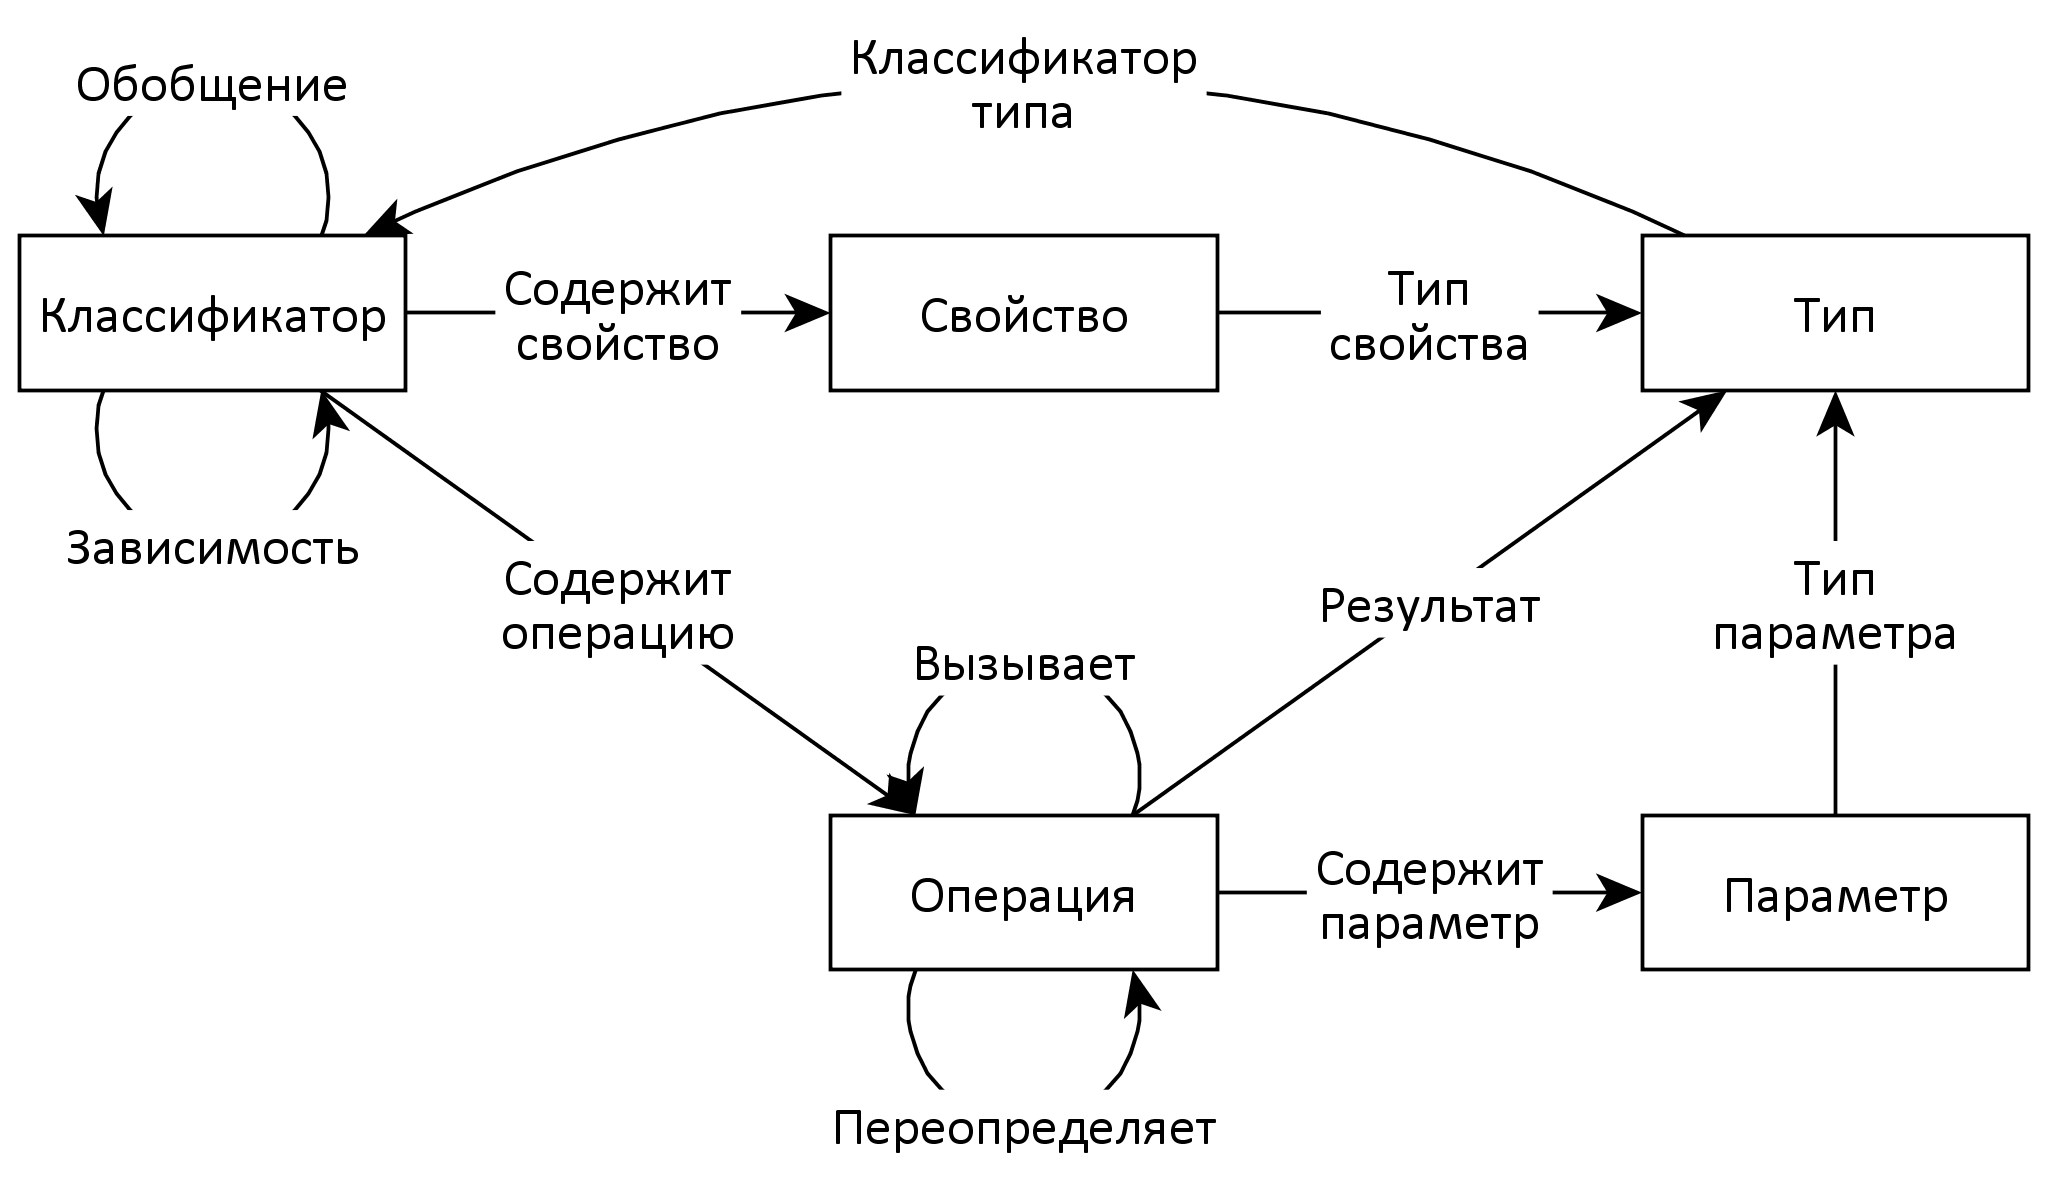 Классификатор
типа
Обобщение
Классификатор
Содержит
свойство
Свойство
Тип
свойства
Тип
Зависимость
Содержит
операцию
Вызывает
Результат
Тип
параметра
Операция
Содержит
параметр
Параметр
Переопределяет